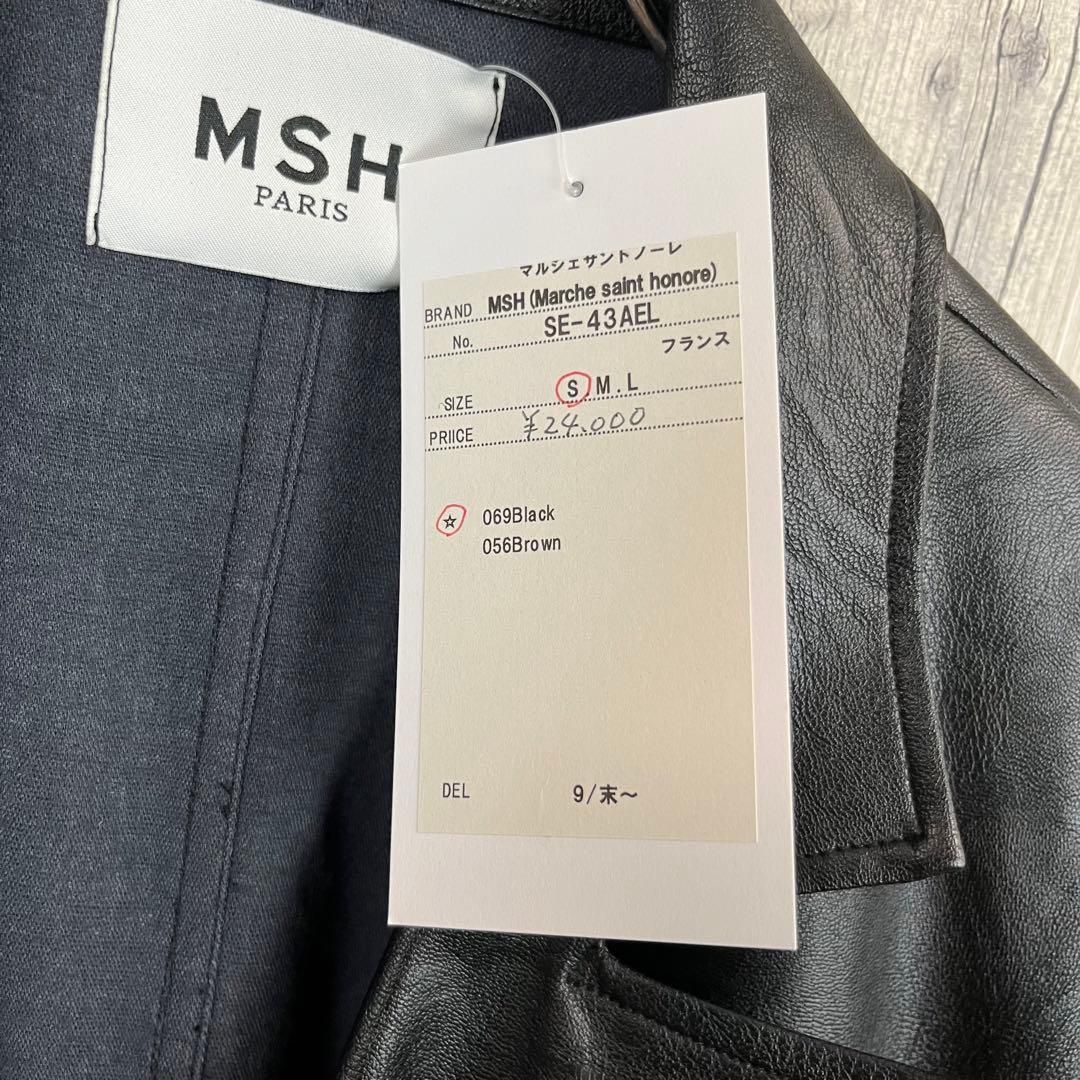 MSH
PARIS
マルシェサントノーレ
BRAND MSH (Marche saint honore)
No. SE-43AEL
フランス
SIZE S M . L
PRIICE ¥24.000
☆ 069Black
056Brown
DEL 9/末〜